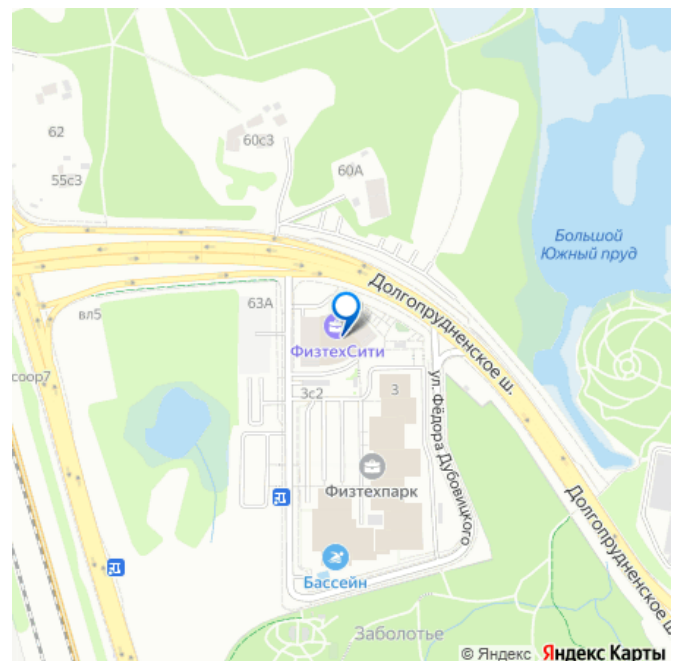 62
60с3
55с3
60А
Большой
Южный пруд
Долгопрудненское ш.
63А
вл5
ФизтехСити
соор7
3с2
3
ул. Фёдора Дубовицкого
Физтехпарк
Долгопрудненское ш.
Бассейн
Заболотье
© Яндекс Яндекс Карты